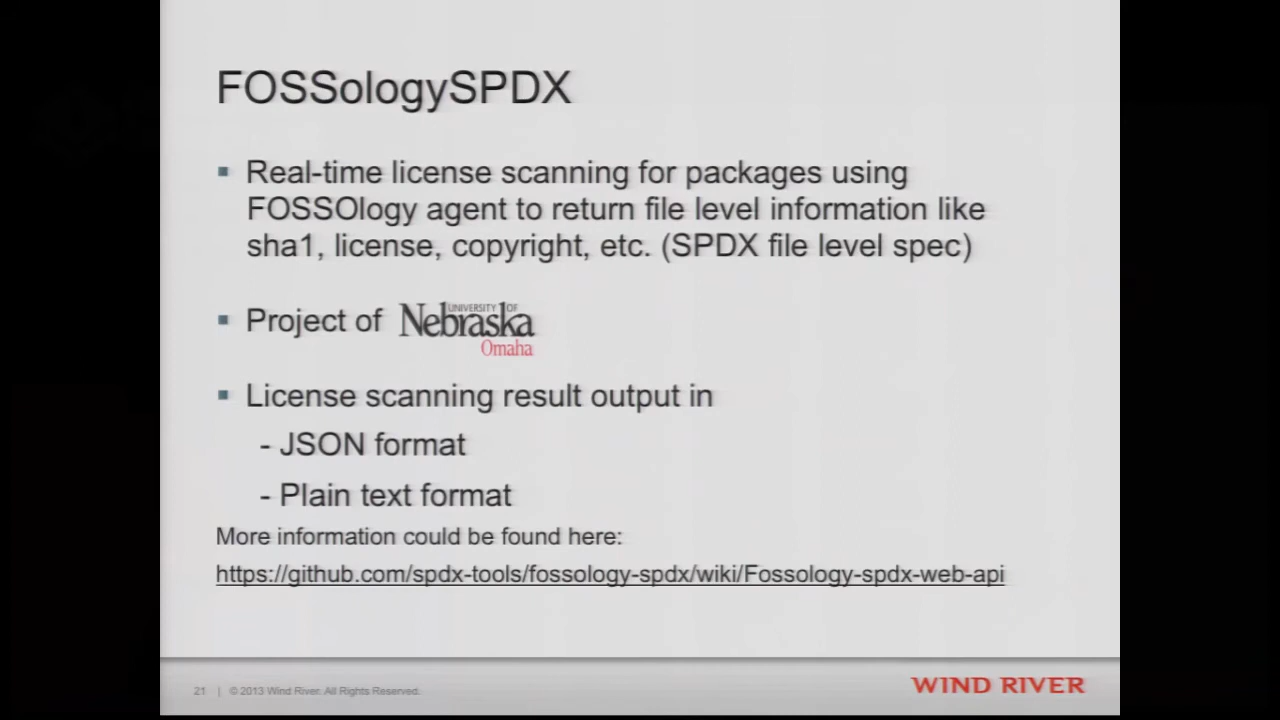 FOSSologySPDX
▪ Real-time license scanning for packages using
FOSSOlogy agent to return file level information like
sha1, license, copyright, etc. (SPDX file level spec)
▪ Project of UNIVERSITY OF
Nebraska
Omaha
▪ License scanning result output in
- JSON format
- Plain text format
More information could be found here:
https://github.com/spdx-tools/fossology-spdx/wiki/Fossology-spdx-web-api
21 | © 2013 Wind River. All Rights Reserved.
WIND RIVER